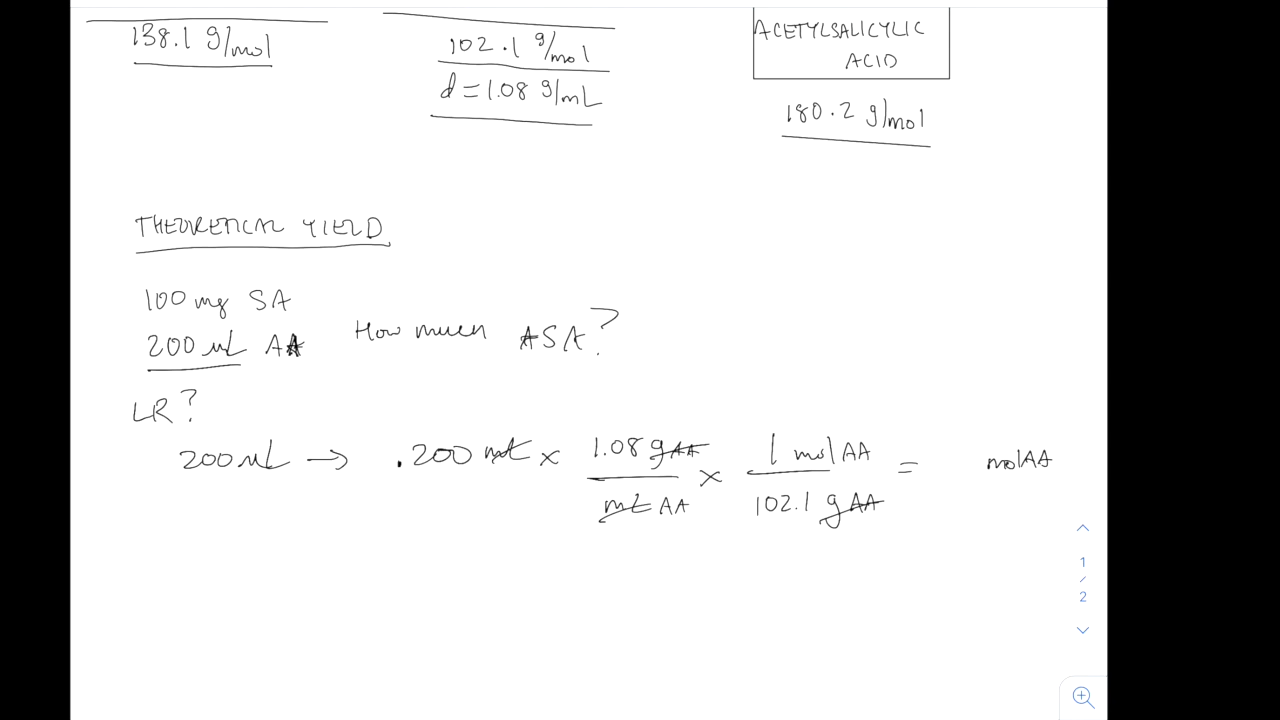 138.1 g/mol
102.1 g/mol
d = 1.08 g/mL
ACETYLSALICYLIC
ACID
180.2 g/mol
THEORETICAL YIELD
100 mg SA
200 uL AA How much ASA?
LR?
200 uL → .200 mL × 1.08 g AA / mL AA × 1 mol AA / 102.1 g AA = mol AA
1
/
2